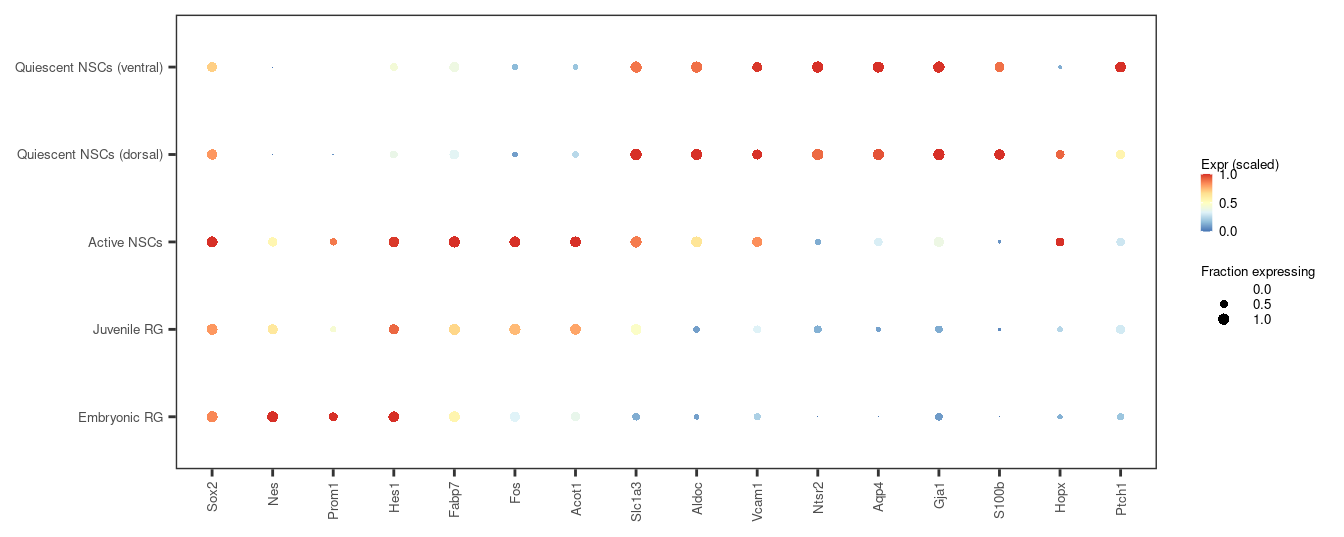 Quiescent NSCs (ventral)
Quiescent NSCs (dorsal)
Active NSCs
Juvenile RG
Embryonic RG
Sox2
Nes
Prom1
Hes1
Fabp7
Fos
Acot1
Slc1a3
Aldoc
Vcam1
Ntsr2
Aqp4
Gja1
S100b
Hopx
Ptch1
Expr (scaled)
1.0
0.5
0.0
Fraction expressing
0.0
0.5
1.0